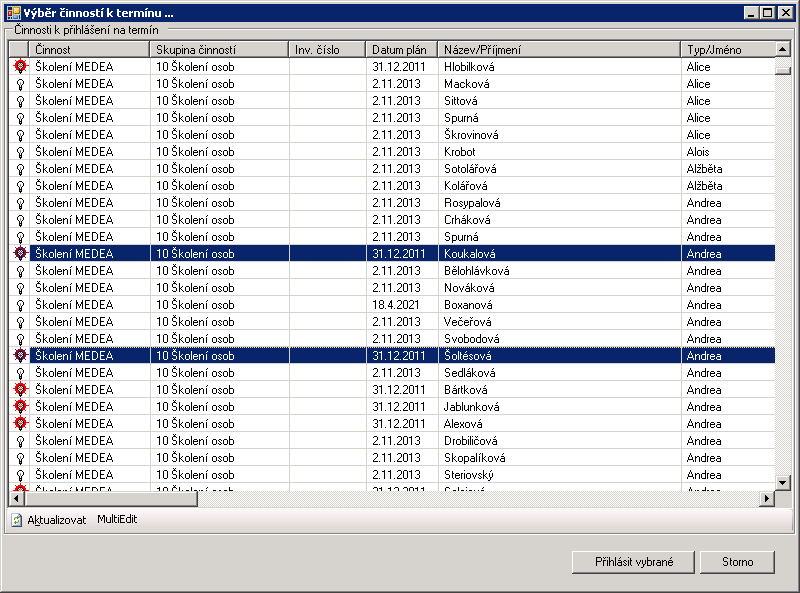 Výběr činností k termínu ...
Činnosti k přihlášení na termín
Činnost Skupina činností Inv. číslo Datum plán Název/Příjmení Typ/Jméno
Školení MEDEA 10 Školení osob 31.12.2011 Hlobilková Alice
Školení MEDEA 10 Školení osob 2.11.2013 Macková Alice
Školení MEDEA 10 Školení osob 2.11.2013 Sittová Alice
Školení MEDEA 10 Školení osob 2.11.2013 Spurná Alice
Školení MEDEA 10 Školení osob 2.11.2013 Škrovinová Alice
Školení MEDEA 10 Školení osob 2.11.2013 Krobot Alois
Školení MEDEA 10 Školení osob 2.11.2013 Sotolářová Alžběta
Školení MEDEA 10 Školení osob 2.11.2013 Kolářová Alžběta
Školení MEDEA 10 Školení osob 2.11.2013 Rosypalová Andrea
Školení MEDEA 10 Školení osob 2.11.2013 Crháková Andrea
Školení MEDEA 10 Školení osob 2.11.2013 Spurná Andrea
Školení MEDEA 10 Školení osob 31.12.2011 Koukalová Andrea
Školení MEDEA 10 Školení osob 2.11.2013 Bělohlávková Andrea
Školení MEDEA 10 Školení osob 2.11.2013 Nováková Andrea
Školení MEDEA 10 Školení osob 18.4.2021 Boxanová Andrea
Školení MEDEA 10 Školení osob 2.11.2013 Večeřová Andrea
Školení MEDEA 10 Školení osob 2.11.2013 Svobodová Andrea
Školení MEDEA 10 Školení osob 31.12.2011 Šoltésová Andrea
Školení MEDEA 10 Školení osob 2.11.2013 Sedláková Andrea
Školení MEDEA 10 Školení osob 31.12.2011 Bártková Andrea
Školení MEDEA 10 Školení osob 31.12.2011 Jablunková Andrea
Školení MEDEA 10 Školení osob 31.12.2011 Alexová Andrea
Školení MEDEA 10 Školení osob 2.11.2013 Drobiličová Andrea
Školení MEDEA 10 Školení osob 2.11.2013 Skopalíková Andrea
Školení MEDEA 10 Školení osob 2.11.2013 Steriovský Andrea
Školení MEDEA 10 Školení osob 31.12.2011 Andrea
Aktualizovat MultiEdit
Přihlásit vybrané Storno